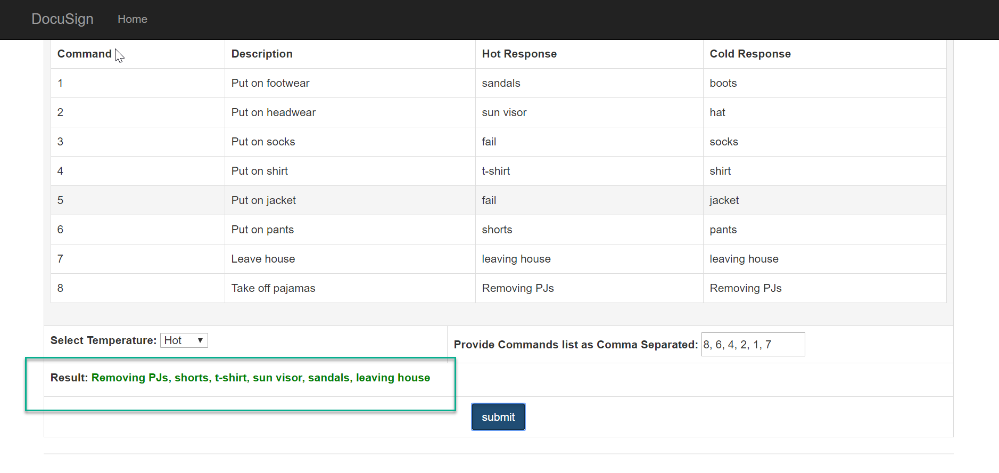 DocuSign Home
Command Description Hot Response Cold Response
1 Put on footwear sandals boots
2 Put on headwear sun visor hat
3 Put on socks fail socks
4 Put on shirt t-shirt shirt
5 Put on jacket fail jacket
6 Put on pants shorts pants
7 Leave house leaving house leaving house
8 Take off pajamas Removing PJs Removing PJs
Select Temperature: Hot Provide Commands list as Comma Separated: 8, 6, 4, 2, 1, 7
Result: Removing PJs, shorts, t-shirt, sun visor, sandals, leaving house
submit